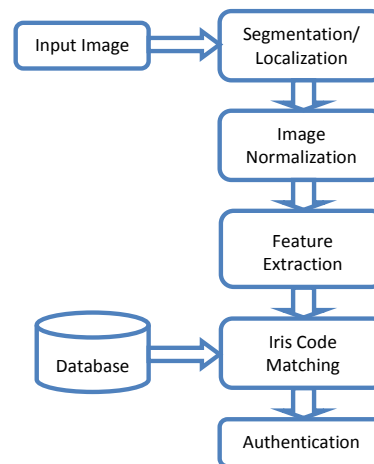 Input Image
Segmentation/
Localization
Image
Normalization
Feature
Extraction
Database
Iris Code
Matching
Authentication